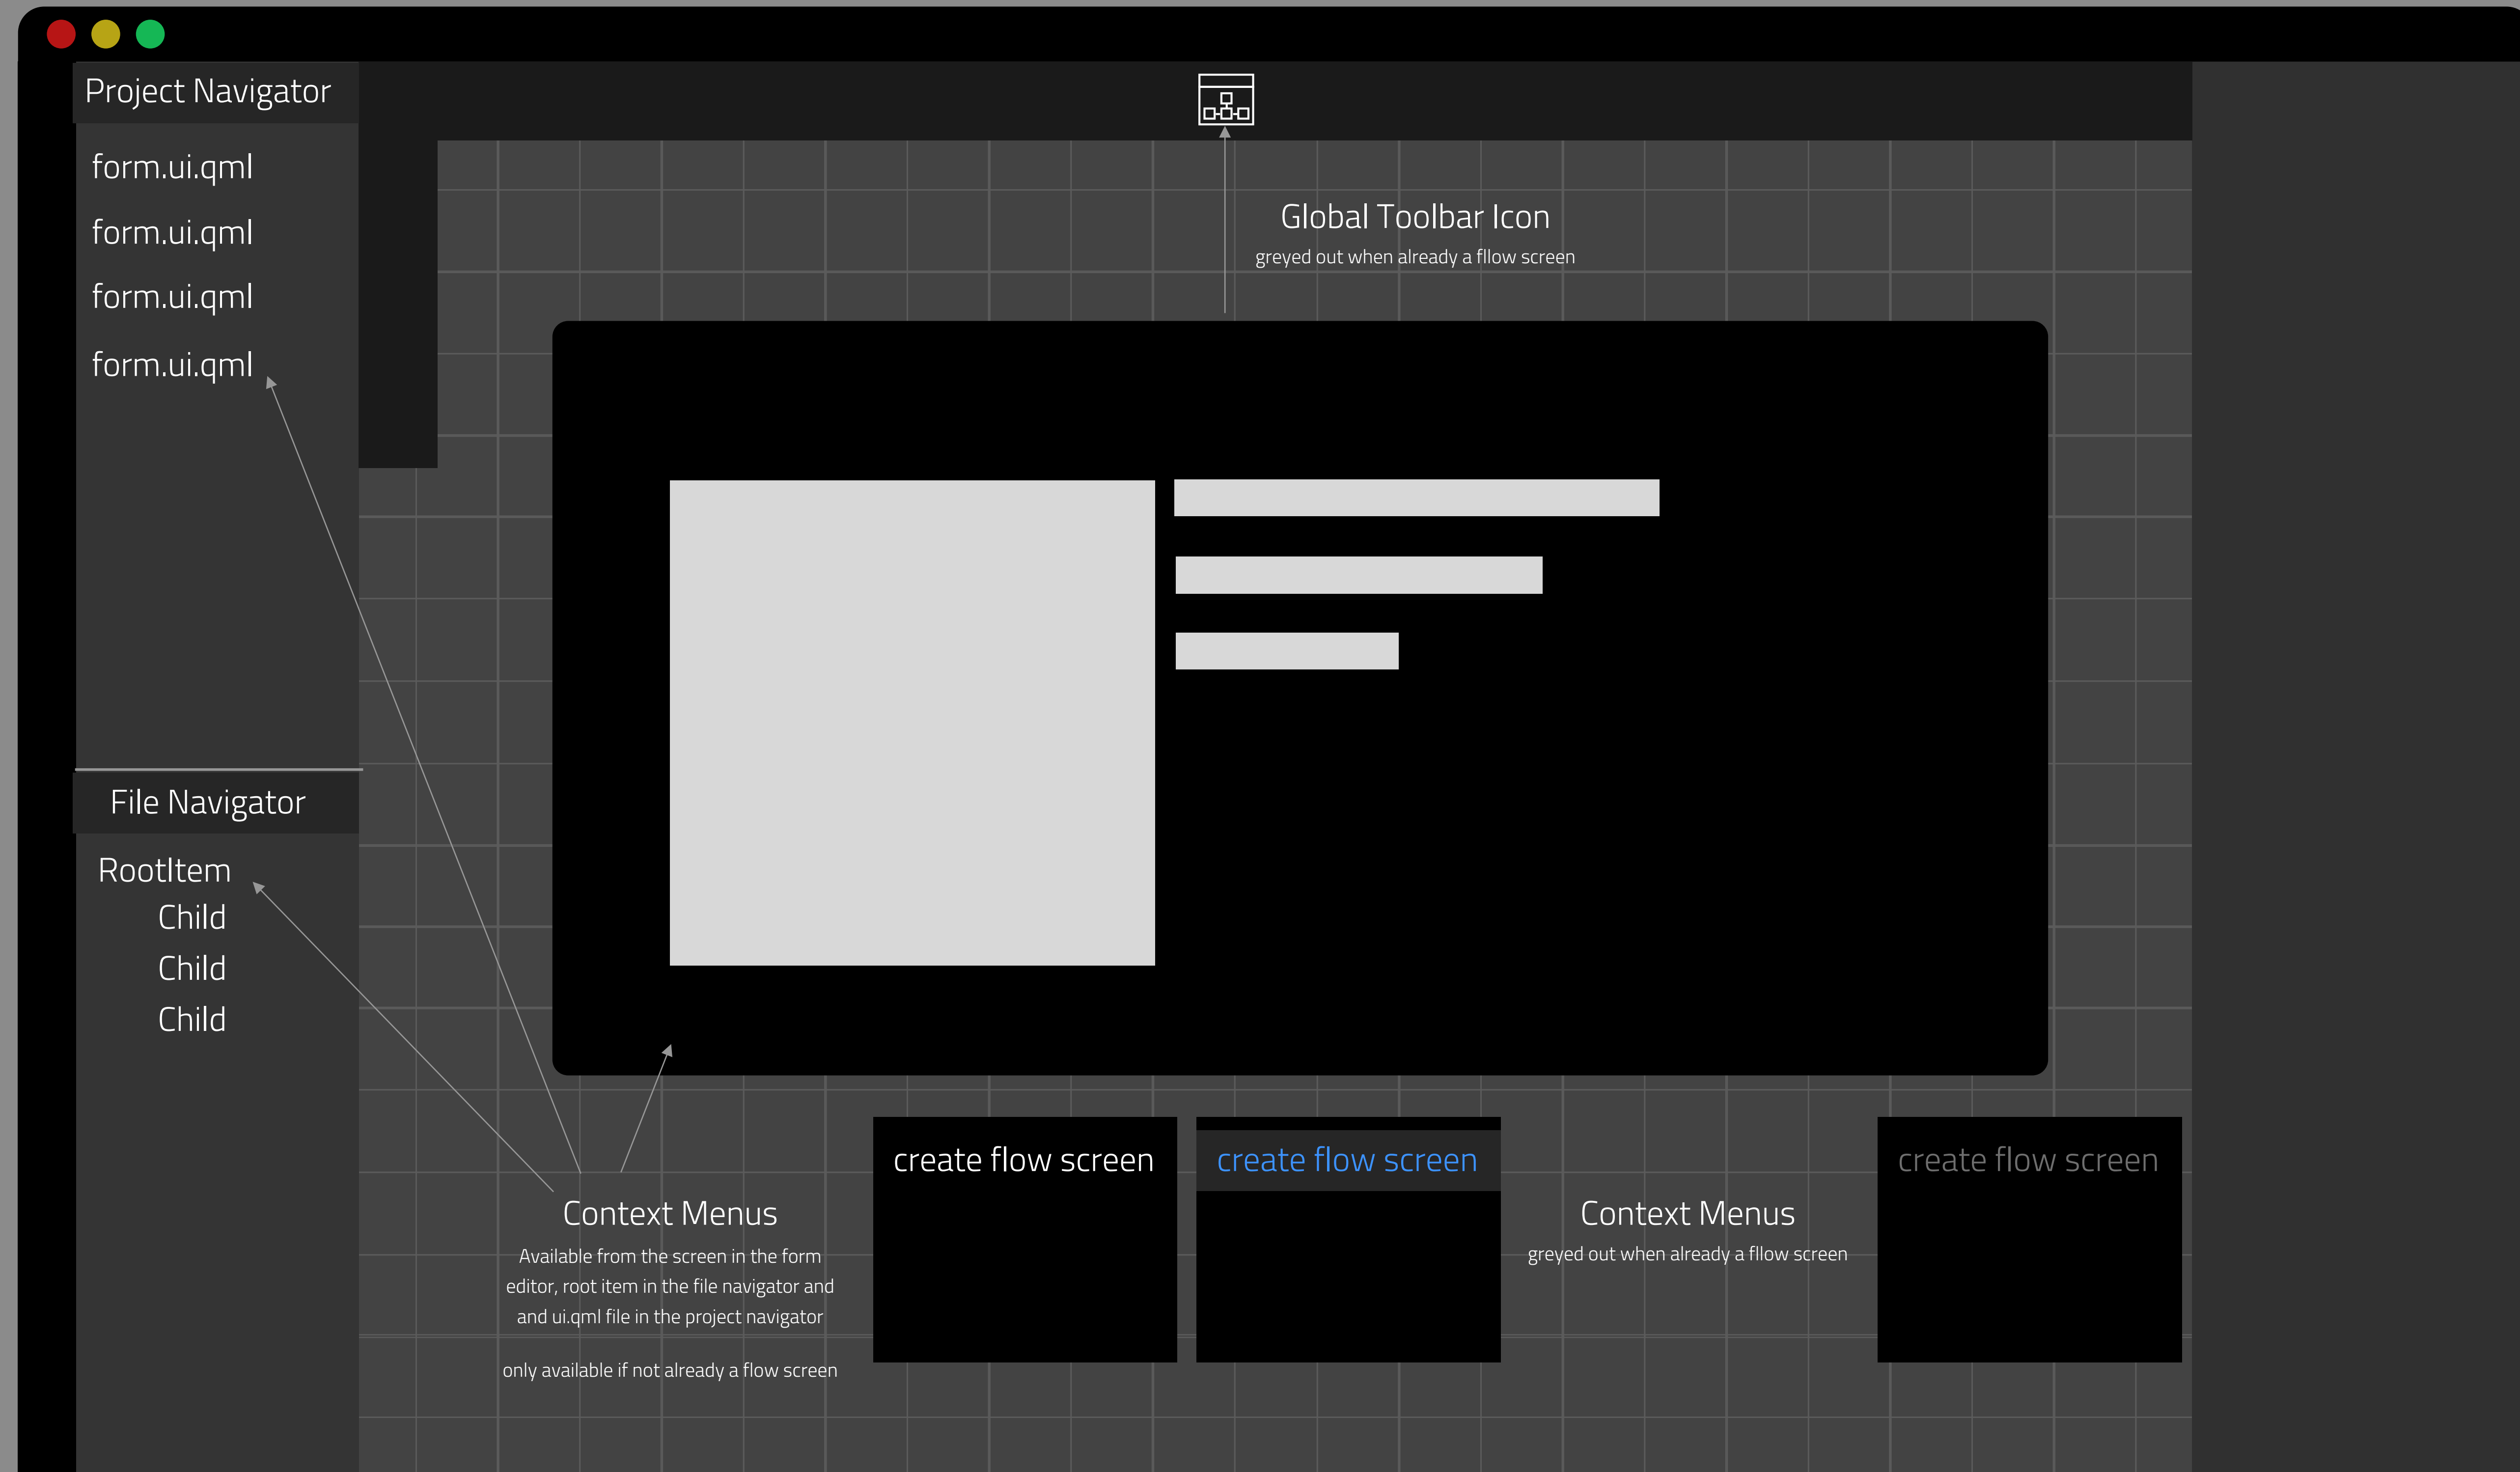 Project Navigator
form.ui.qml
form.ui.qml
form.ui.qml
form.ui.qml
Global Toolbar Icon
greyed out when already a fllow screen
File Navigator
RootItem
Child
Child
Child
Context Menus
Available from the screen in the form
editor, root item in the file navigator and
and ui.qml file in the project navigator
only available if not already a flow screen
create flow screen
create flow screen
Context Menus
greyed out when already a fllow screen
create flow screen